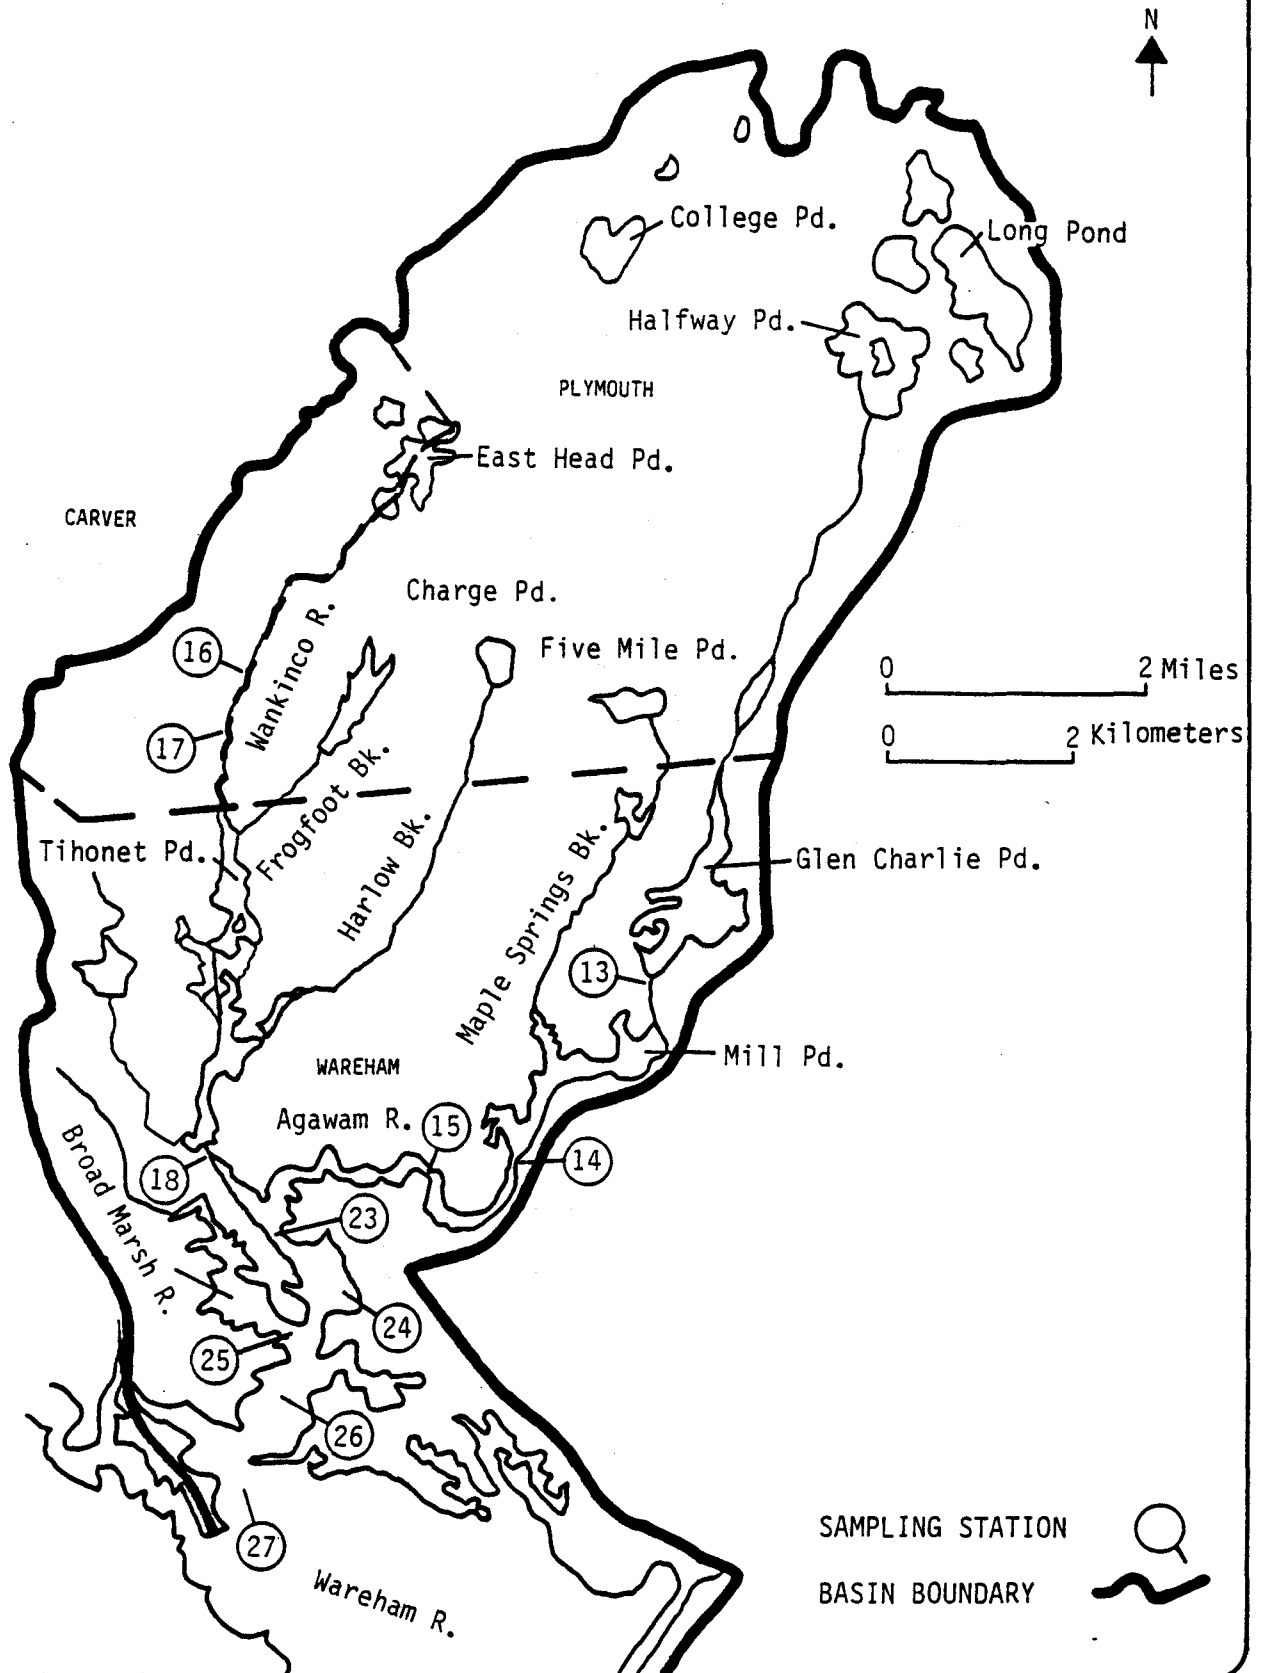 N
College Pd.
Long Pond
Halfway Pd.
PLYMOUTH
East Head Pd.
CARVER
Charge Pd.
Five Mile Pd.
16
Wankinco R.
0 2 Miles
17
0 2 Kilometers
Frogfoot Bk.
Tihonet Pd.
Harlow Bk.
Maple Springs Bk.
Glen Charlie Pd.
13
Mill Pd.
WAREHAM
Agawam R.
15
14
18
Broad Marsh R.
23
24
25
26
27
Wareham R.
SAMPLING STATION
BASIN BOUNDARY